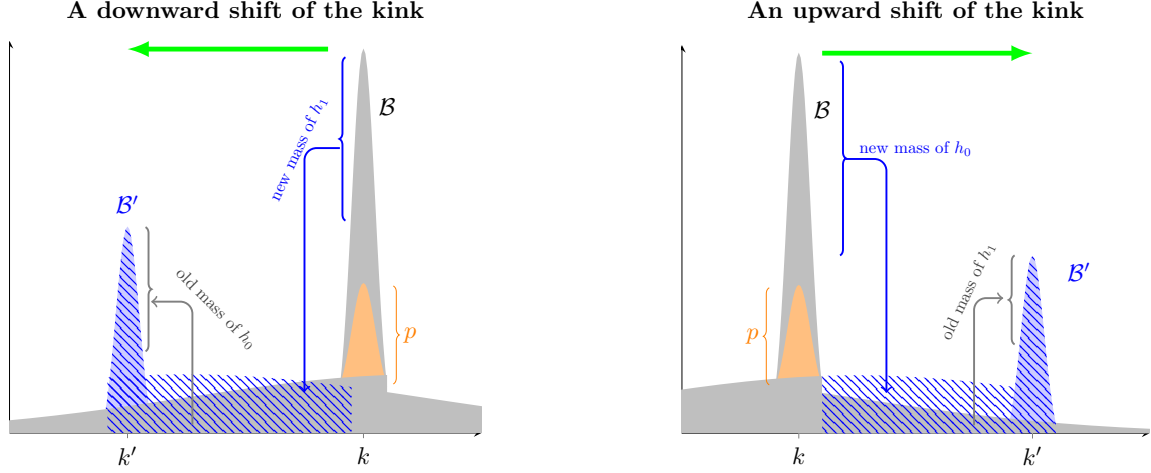 A downward shift of the kink
new mass of h₁
ℬ
ℬ′
old mass of h₀
p
k′
k
An upward shift of the kink
ℬ
new mass of h₀
old mass of h₁
ℬ′
p
k
k′